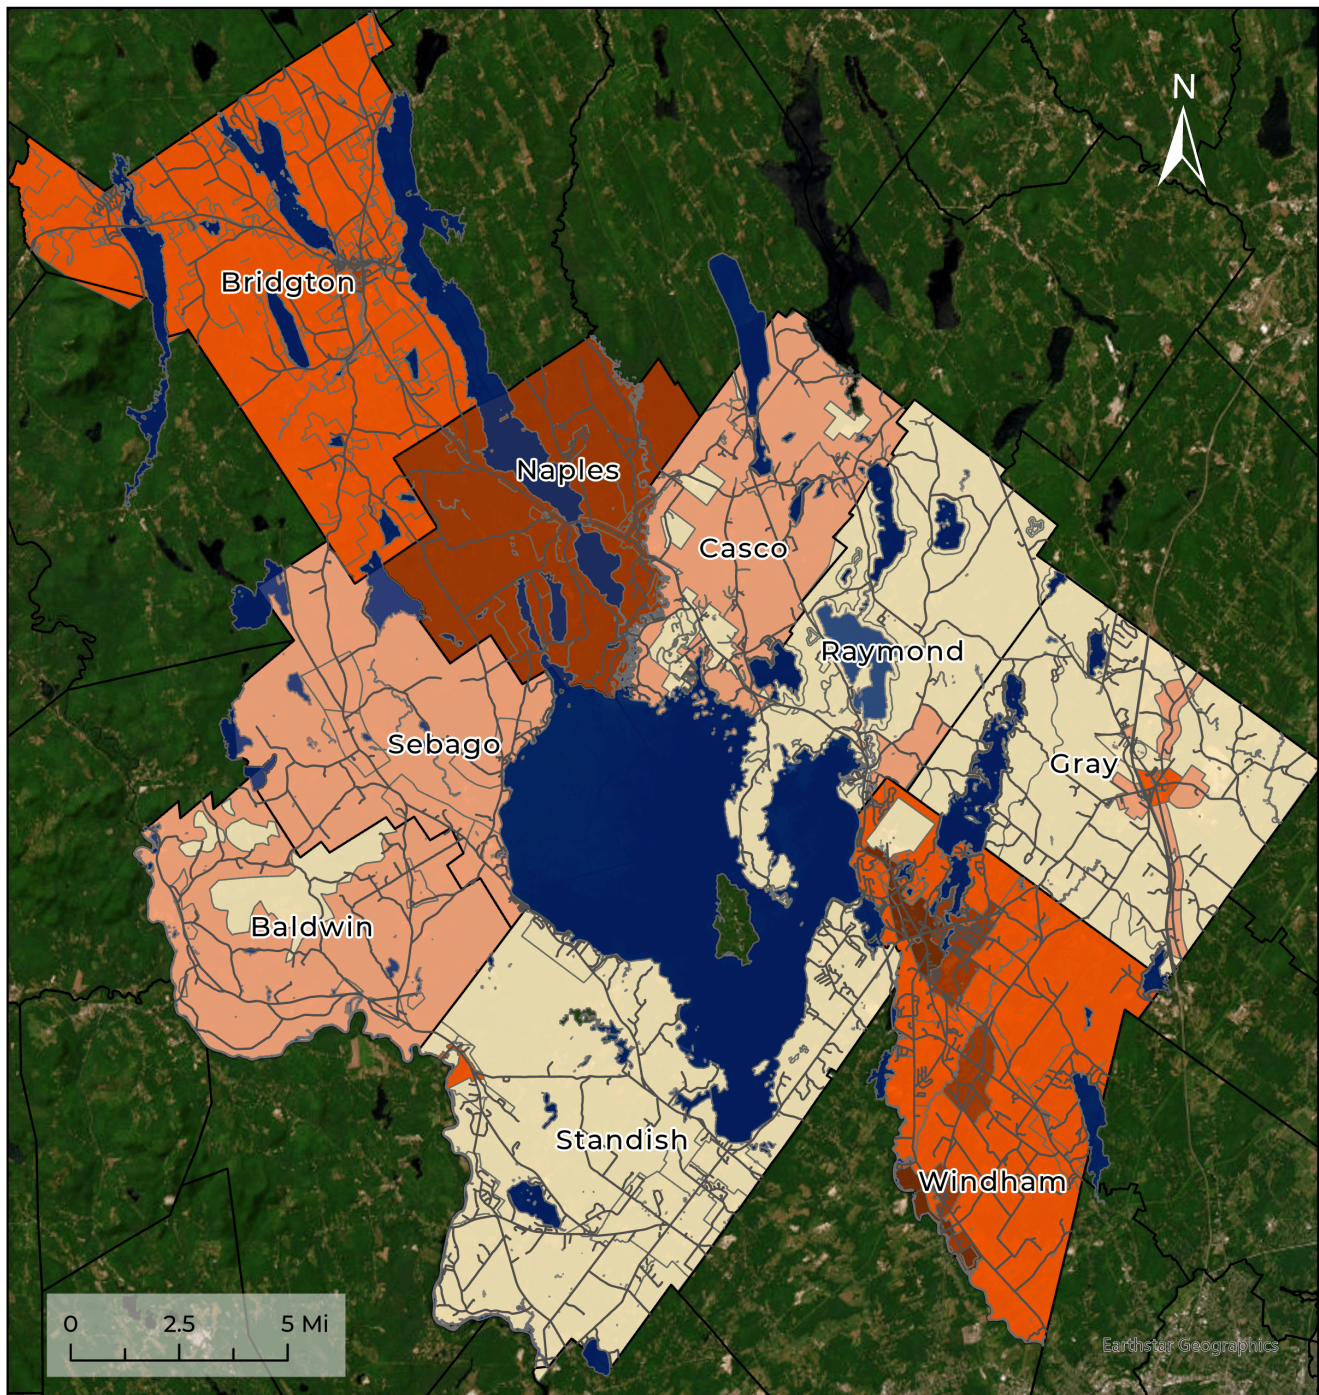 N
Bridgton
Naples
Casco
Raymond
Sebago
Gray
Baldwin
Standish
Windham
0 2.5 5 Mi
Earthstar Geographics